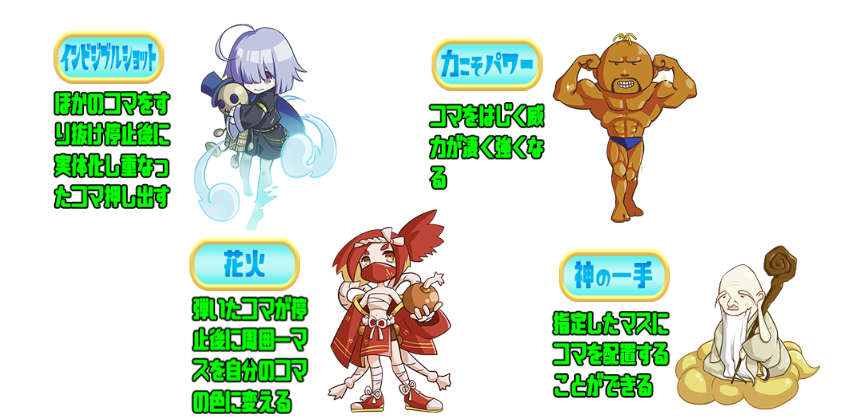 インビジブルショット
ほかのコマをす
り抜け停止後に
実体化し重なっ
たコマ押し出す
力こそパワー
コマをはじく威
力が凄く強くな
る
花火
弾いたコマが停
止後に周囲一マ
スを自分のコマ
の色に変える
神の一手
指定したマスに
コマを配置する
ことができる